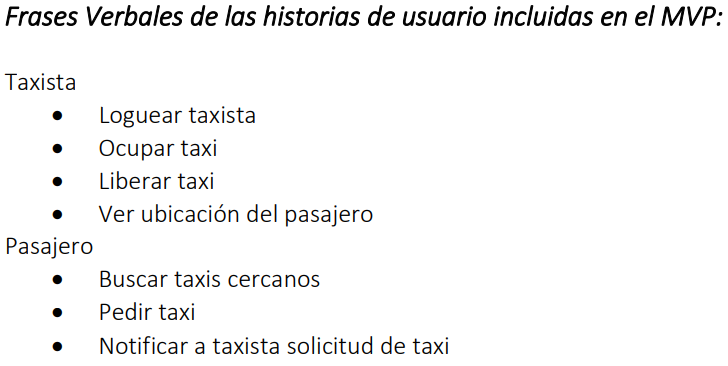 Frases Verbales de las historias de usuario incluidas en el MVP:
Taxista
• Loguear taxista
• Ocupar taxi
• Liberar taxi
• Ver ubicación del pasajero
Pasajero
• Buscar taxis cercanos
• Pedir taxi
• Notificar a taxista solicitud de taxi